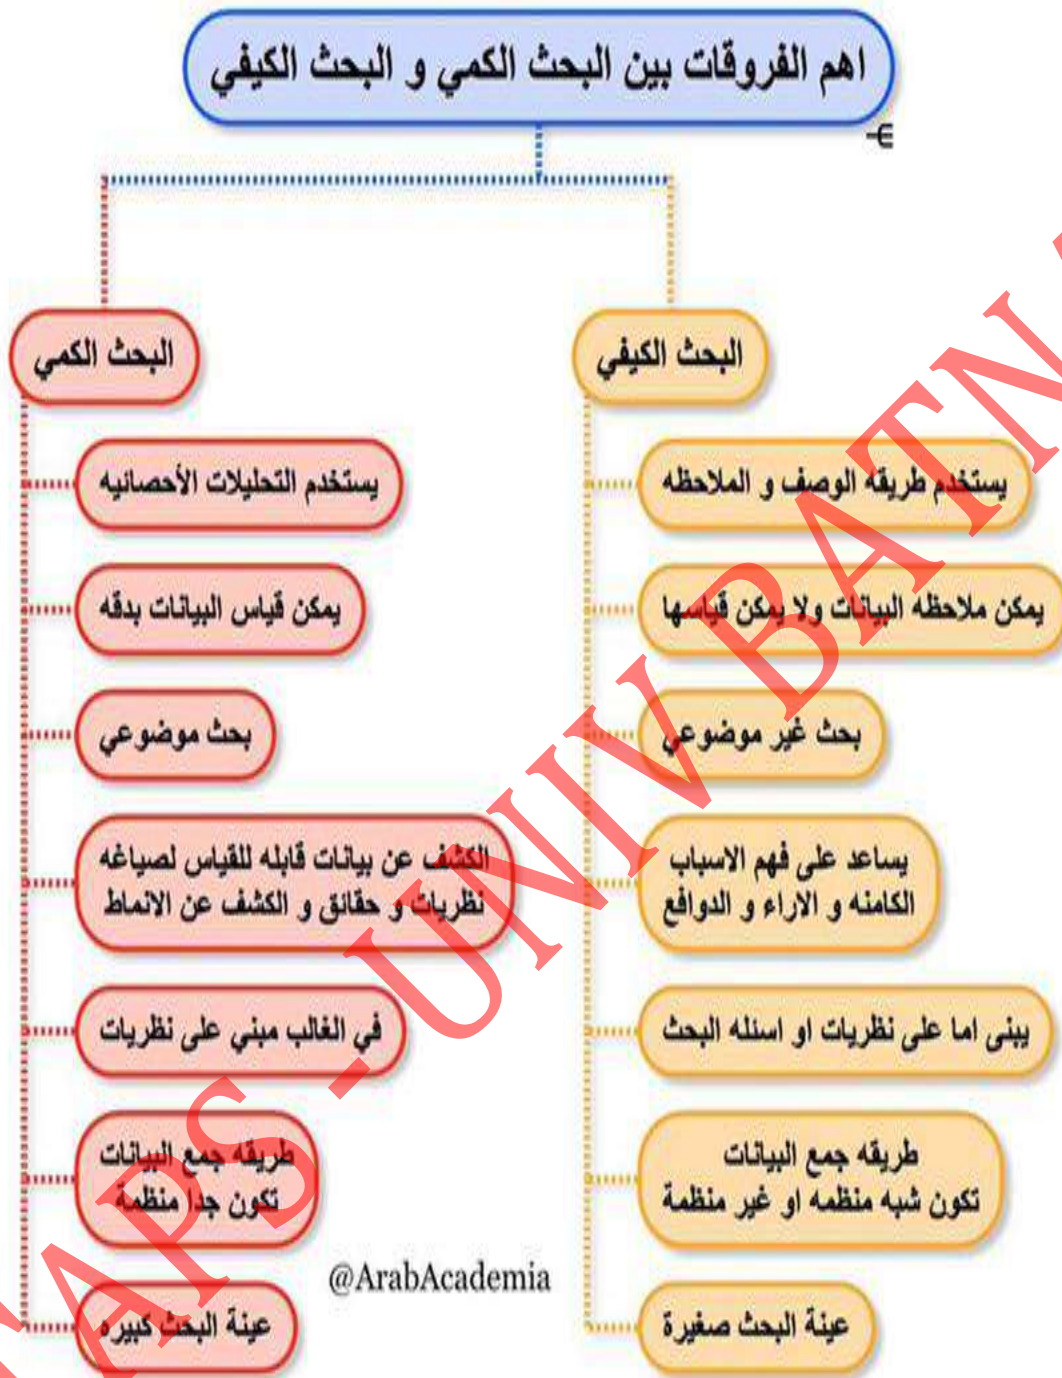 اهم الفروقات بين البحث الكمي و البحث الكيفي
البحث الكيفي
يستخدم طريقه الوصف و الملاحظه
يمكن ملاحظه البيانات ولا يمكن قياسها
بحث غير موضوعي
يساعد على فهم الاسباب
الكامنه و الاراء و الدوافع
يبنى اما على نظريات او اسئله البحث
طريقه جمع البيانات
تكون شبه منظمه او غير منظمة
عينة البحث صغيرة
البحث الكمي
يستخدم التحليلات الأحصائيه
يمكن قياس البيانات بدقه
بحث موضوعي
الكشف عن بيانات قابله للقياس لصياغه
نظريات و حقائق و الكشف عن الانماط
في الغالب مبني على نظريات
طريقه جمع البيانات
تكون جدا منظمة
عينة البحث كبيره
@ArabAcademia
APS - UNIV BATN